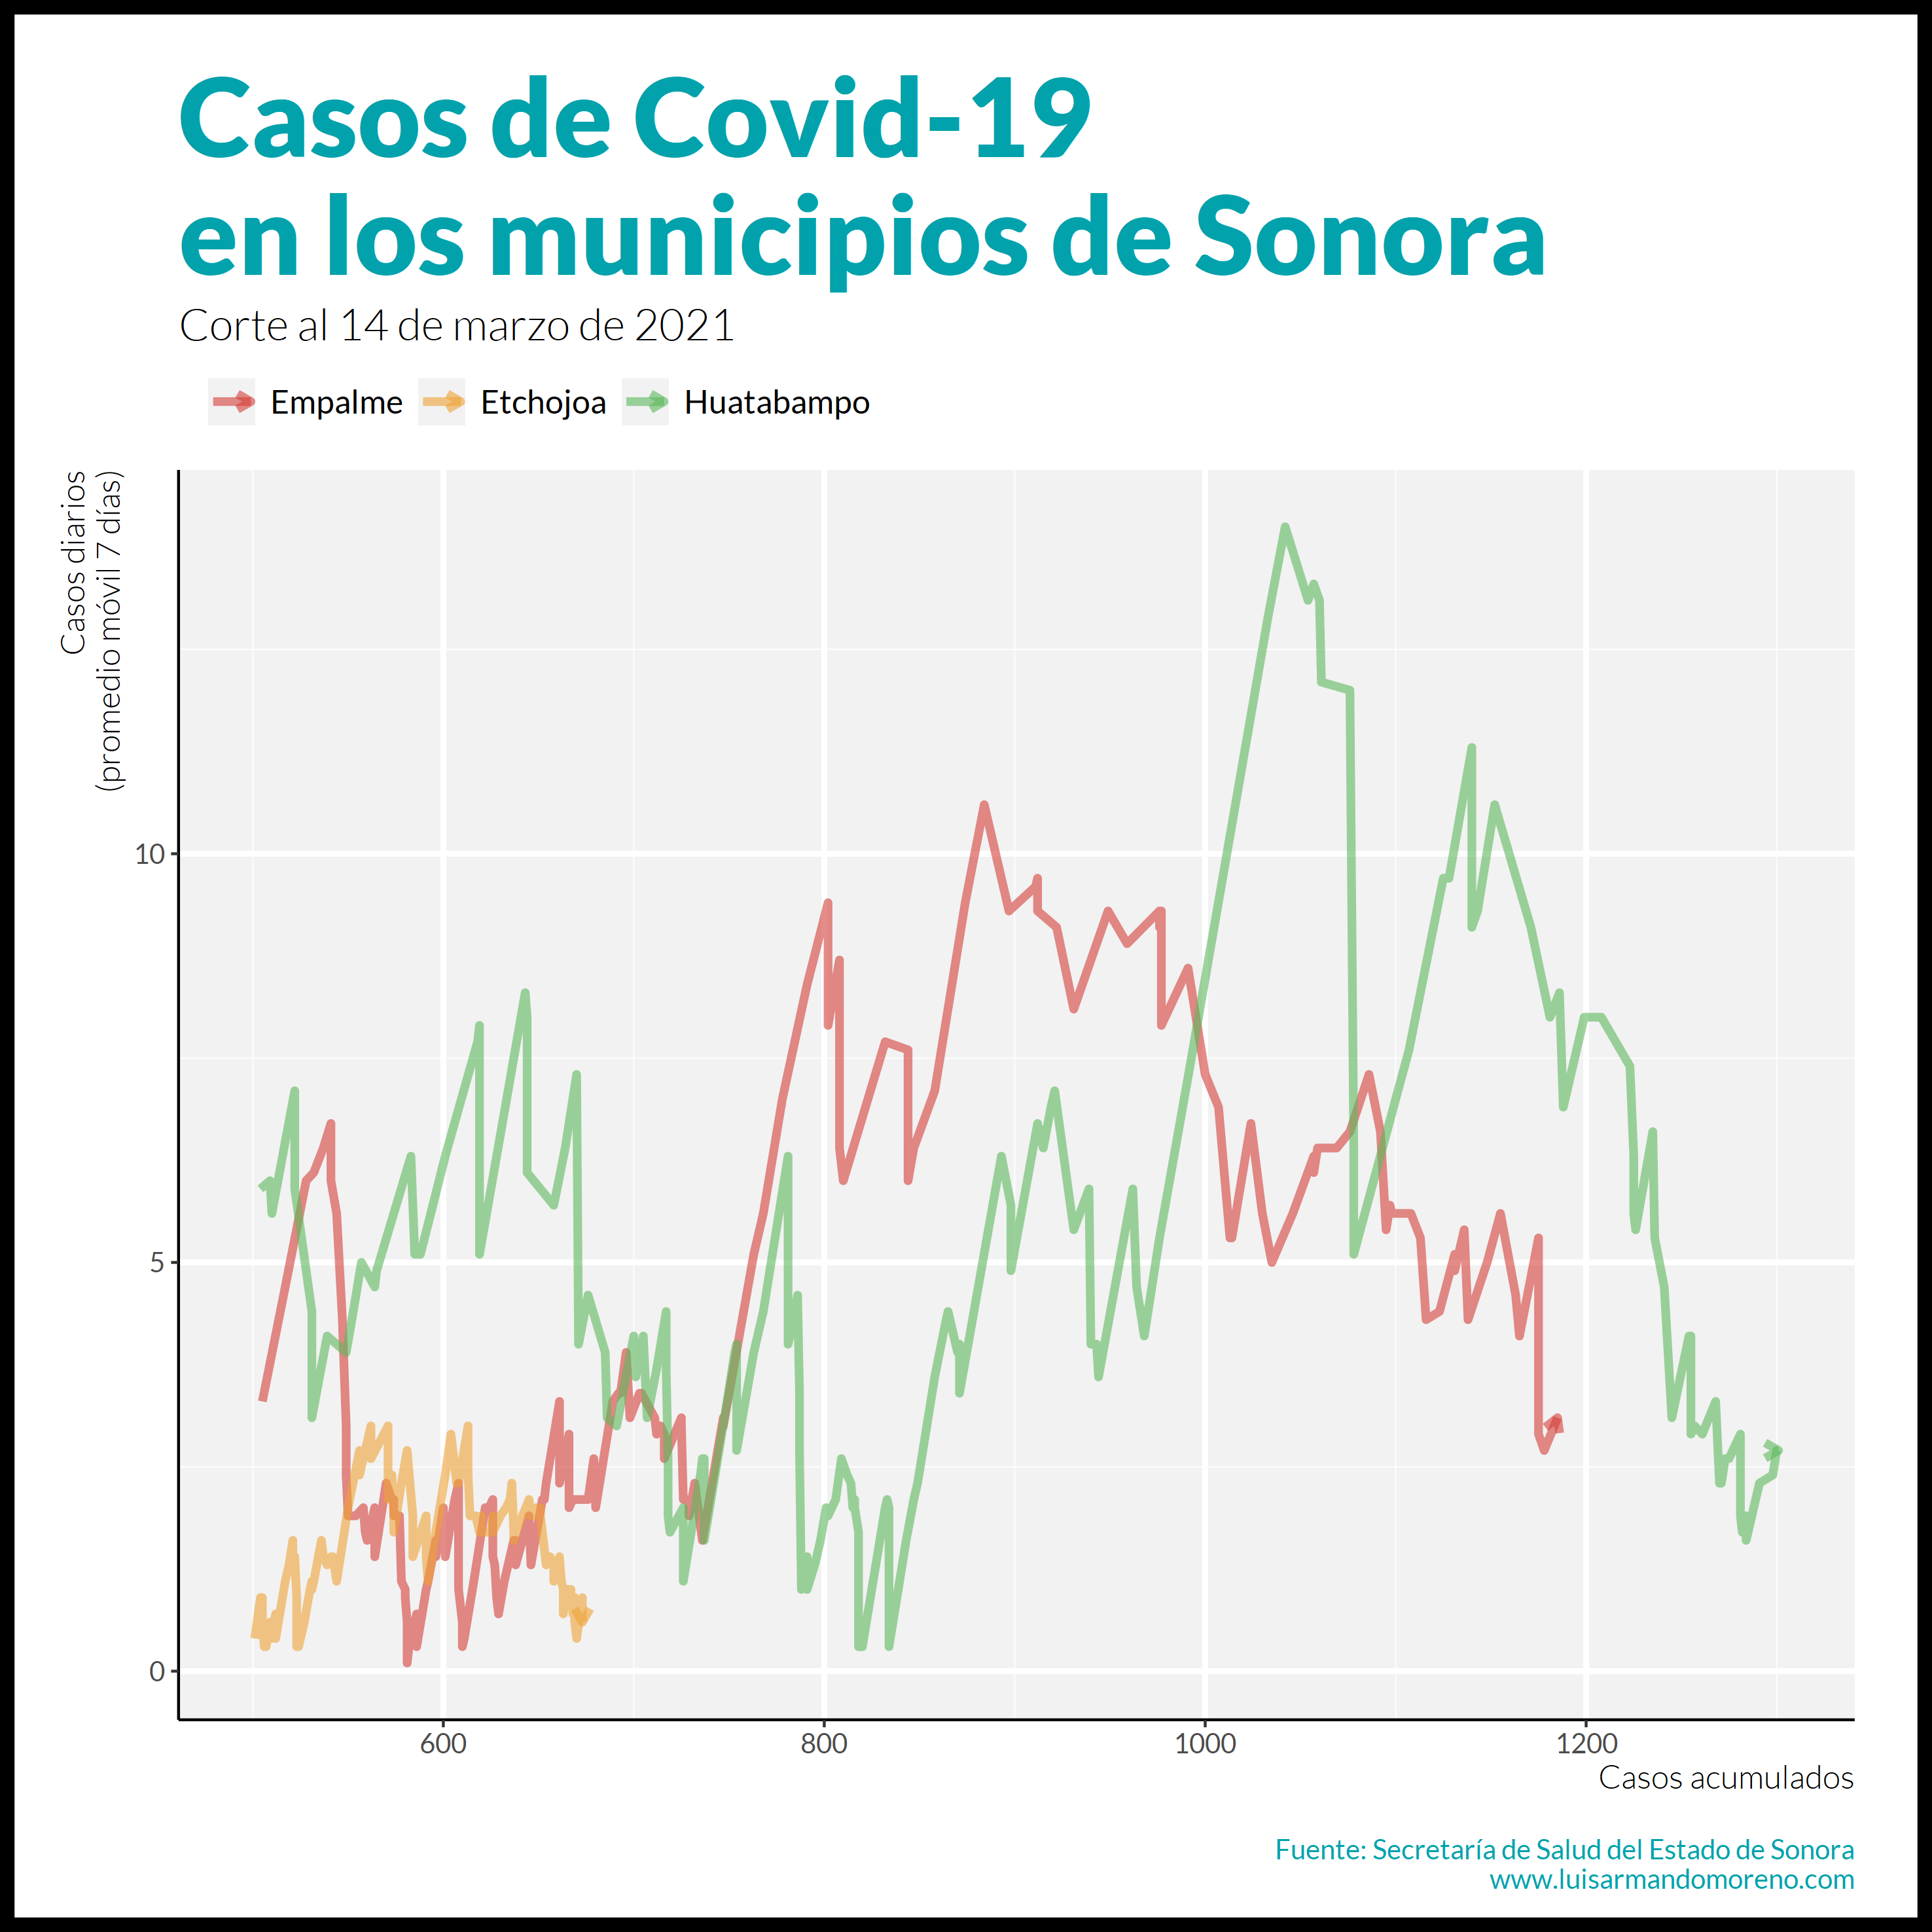 Casos de Covid-19
en los municipios de Sonora
Corte al 14 de marzo de 2021
Empalme Etchojoa Huatabampo
Casos diarios
(promedio móvil 7 días)
10
5
0
600 800 1000 1200
Casos acumulados
Fuente: Secretaría de Salud del Estado de Sonora
www.luisarmandomoreno.com